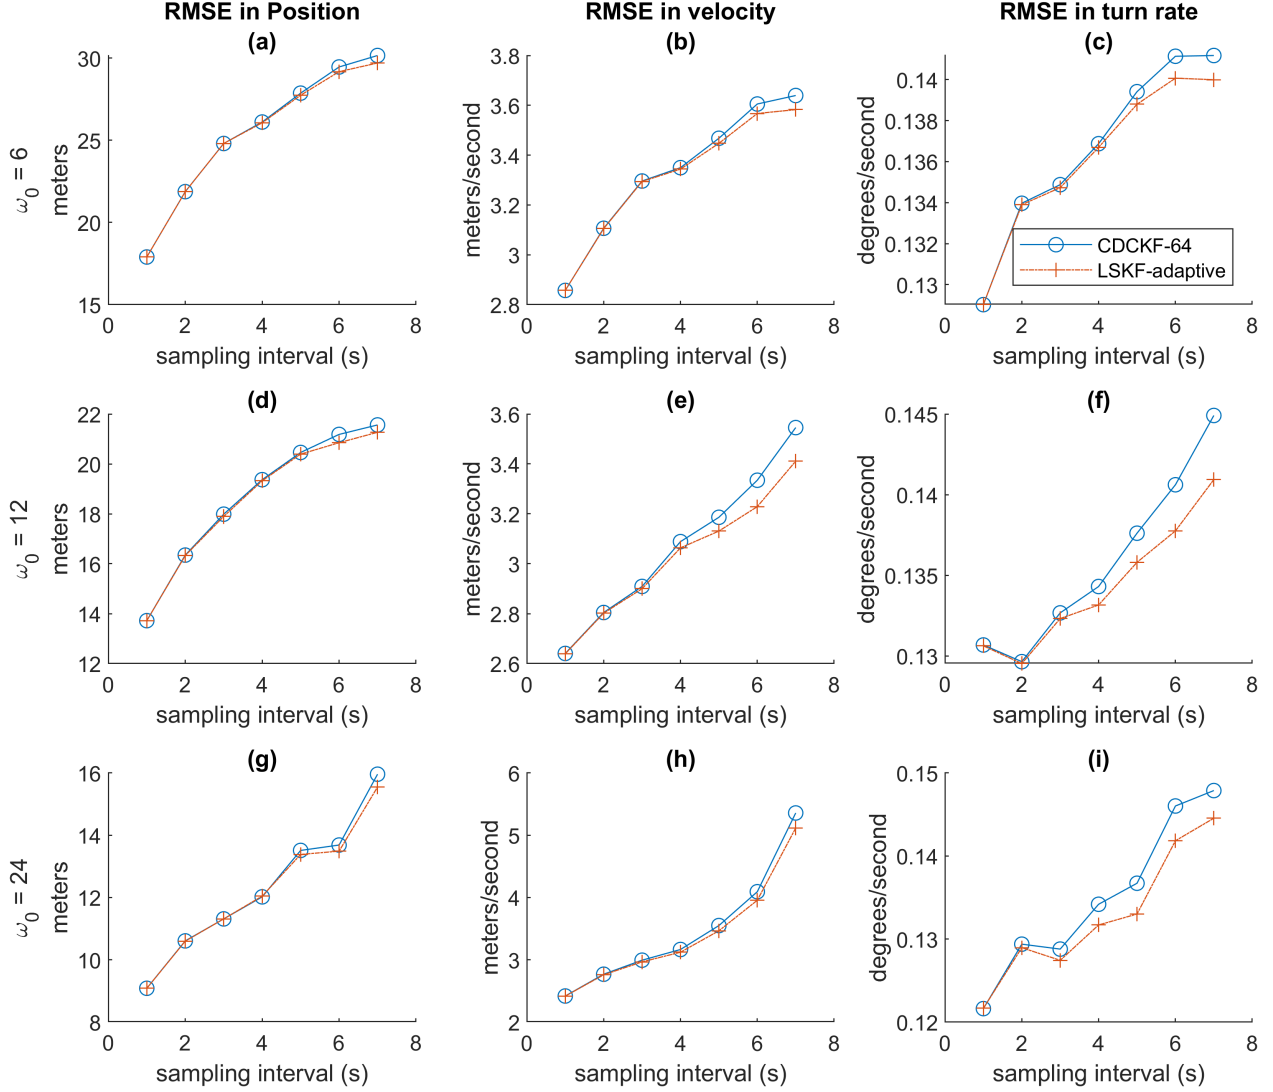 RMSE in Position
RMSE in velocity
RMSE in turn rate
(a)
30
25
20
15
0 2 4 6 8
sampling interval (s)
ω0 = 6
meters
(b)
3.8
3.6
3.4
3.2
3
2.8
0 2 4 6 8
sampling interval (s)
meters/second
(c)
0.14
0.138
0.136
0.134
0.132
0.13
0 2 4 6 8
sampling interval (s)
degrees/second
CDCKF-64
LSKF-adaptive
(d)
22
20
18
16
14
12
0 2 4 6 8
sampling interval (s)
ω0 = 12
meters
(e)
3.6
3.4
3.2
3
2.8
2.6
0 2 4 6 8
sampling interval (s)
meters/second
(f)
0.145
0.14
0.135
0.13
0 2 4 6 8
sampling interval (s)
degrees/second
(g)
16
14
12
10
8
0 2 4 6 8
sampling interval (s)
ω0 = 24
meters
(h)
6
5
4
3
2
0 2 4 6 8
sampling interval (s)
meters/second
(i)
0.15
0.14
0.13
0.12
0 2 4 6 8
sampling interval (s)
degrees/second